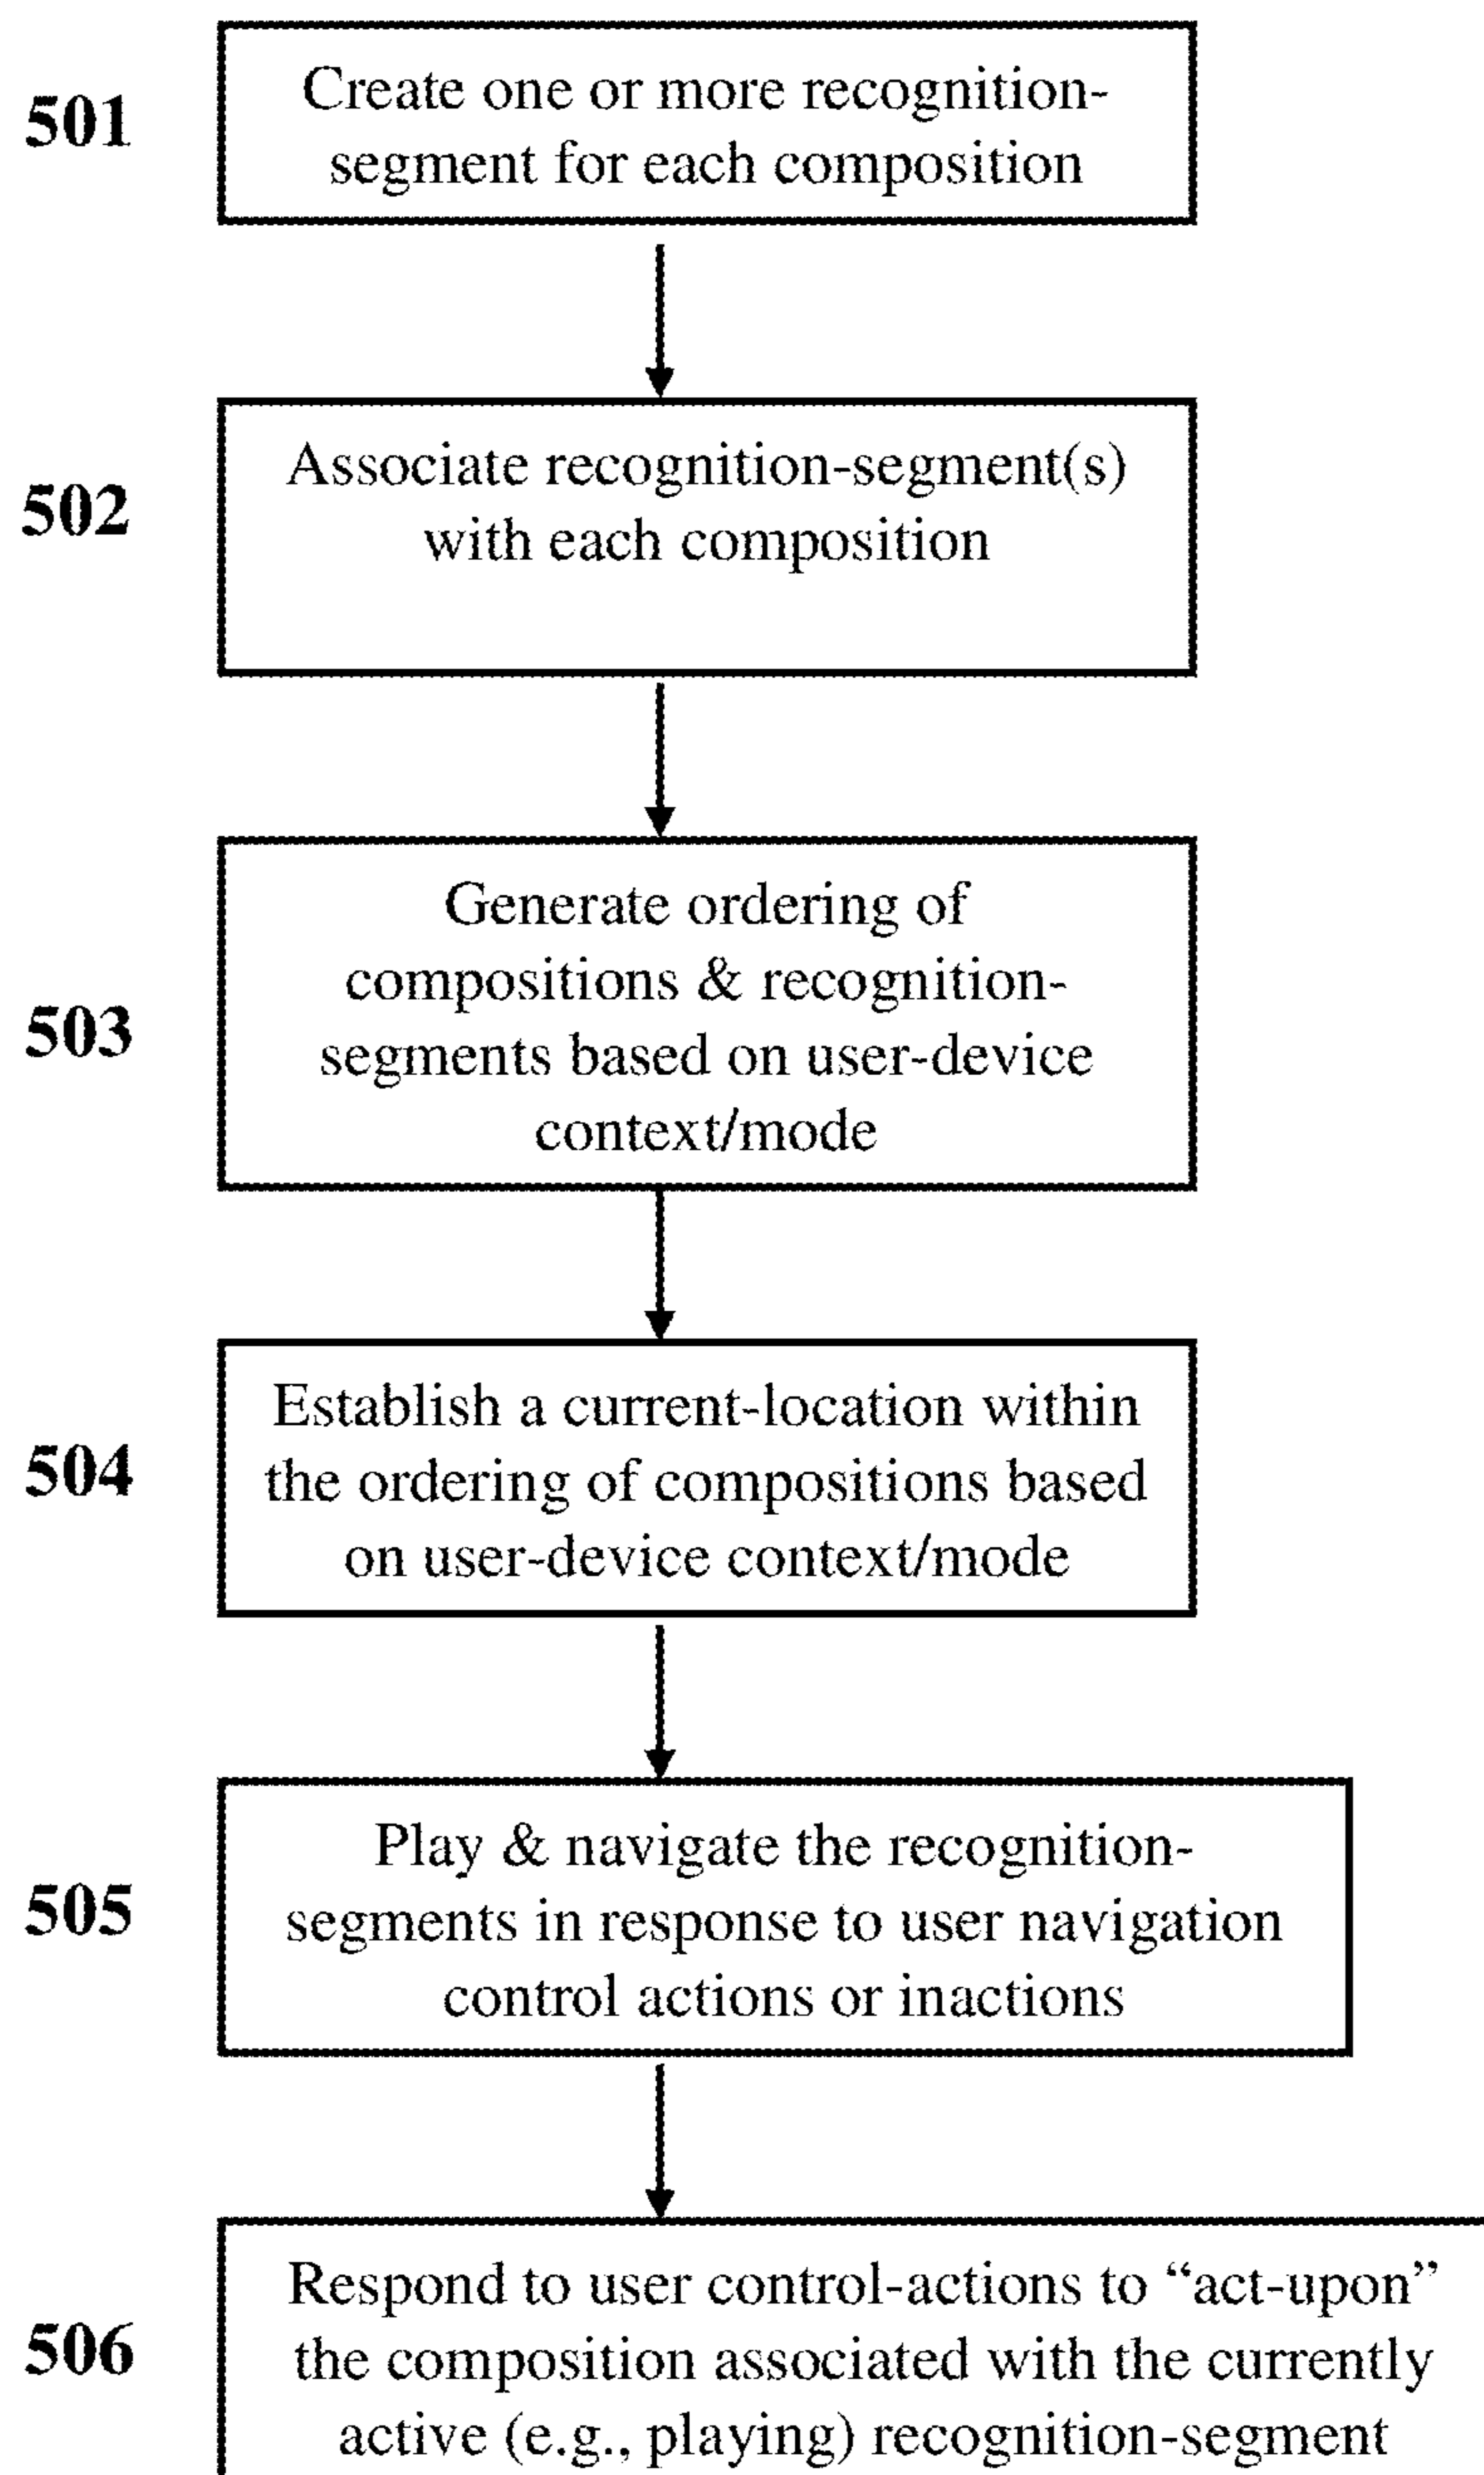 501
Create one or more recognition-
segment for each composition
502
Associate recognition-segment(s)
with each composition
503
Generate ordering of
compositions & recognition-
segments based on user-device
context/mode
504
Establish a current-location within
the ordering of compositions based
on user-device context/mode
505
Play & navigate the recognition-
segments in response to user navigation
control actions or inactions
506
Respond to user control-actions to “act-upon”
the composition associated with the currently
active (e.g., playing) recognition-segment